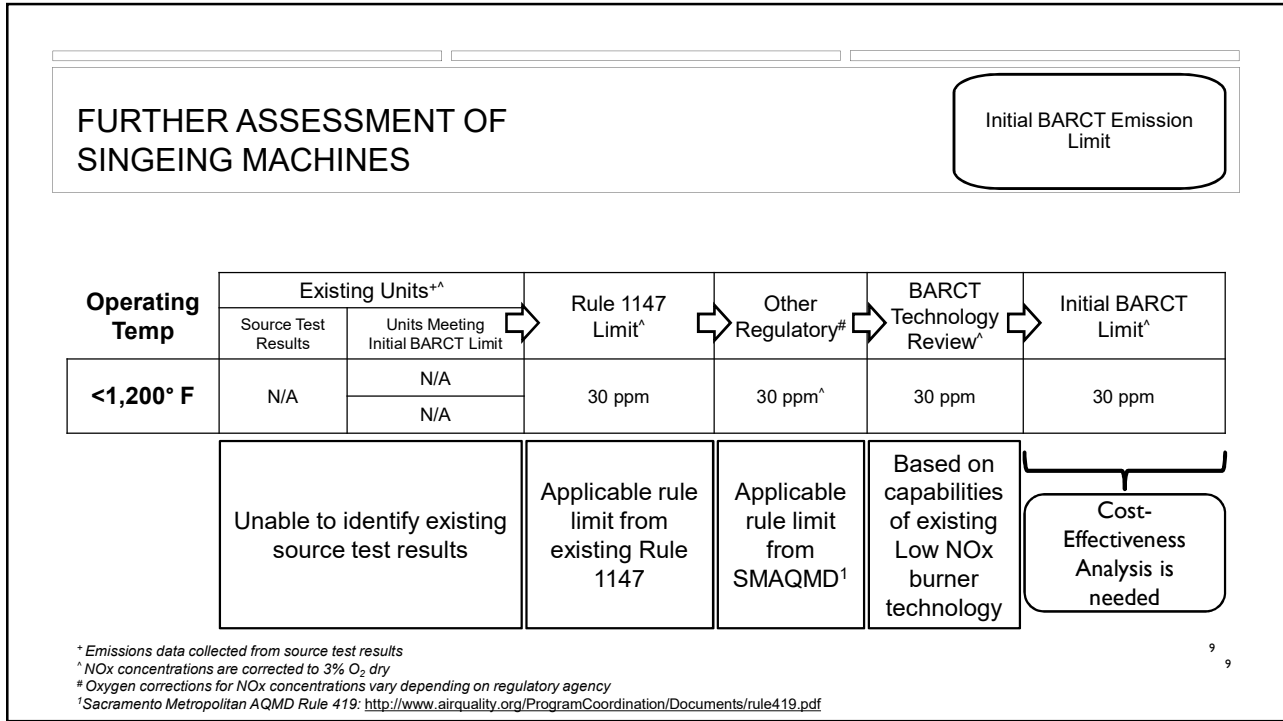 FURTHER ASSESSMENT OF
SINGEING MACHINES
Initial BARCT Emission
Limit
Operating
Temp
Existing Units+^
Source Test
Results
Units Meeting
Initial BARCT Limit
Rule 1147
Limit^
Other
Regulatory#
BARCT
Technology
Review^
Initial BARCT
Limit^
<1,200° F
N/A
N/A
N/A
30 ppm
30 ppm^
30 ppm
30 ppm
Unable to identify existing
source test results
Applicable rule
limit from
existing Rule
1147
Applicable
rule limit
from
SMAQMD1
Based on
capabilities
of existing
Low NOx
burner
technology
Cost-
Effectiveness
Analysis is
needed
+ Emissions data collected from source test results
^ NOx concentrations are corrected to 3% O2 dry
# Oxygen corrections for NOx concentrations vary depending on regulatory agency
1Sacramento Metropolitan AQMD Rule 419: http://www.airquality.org/ProgramCoordination/Documents/rule419.pdf
9
9